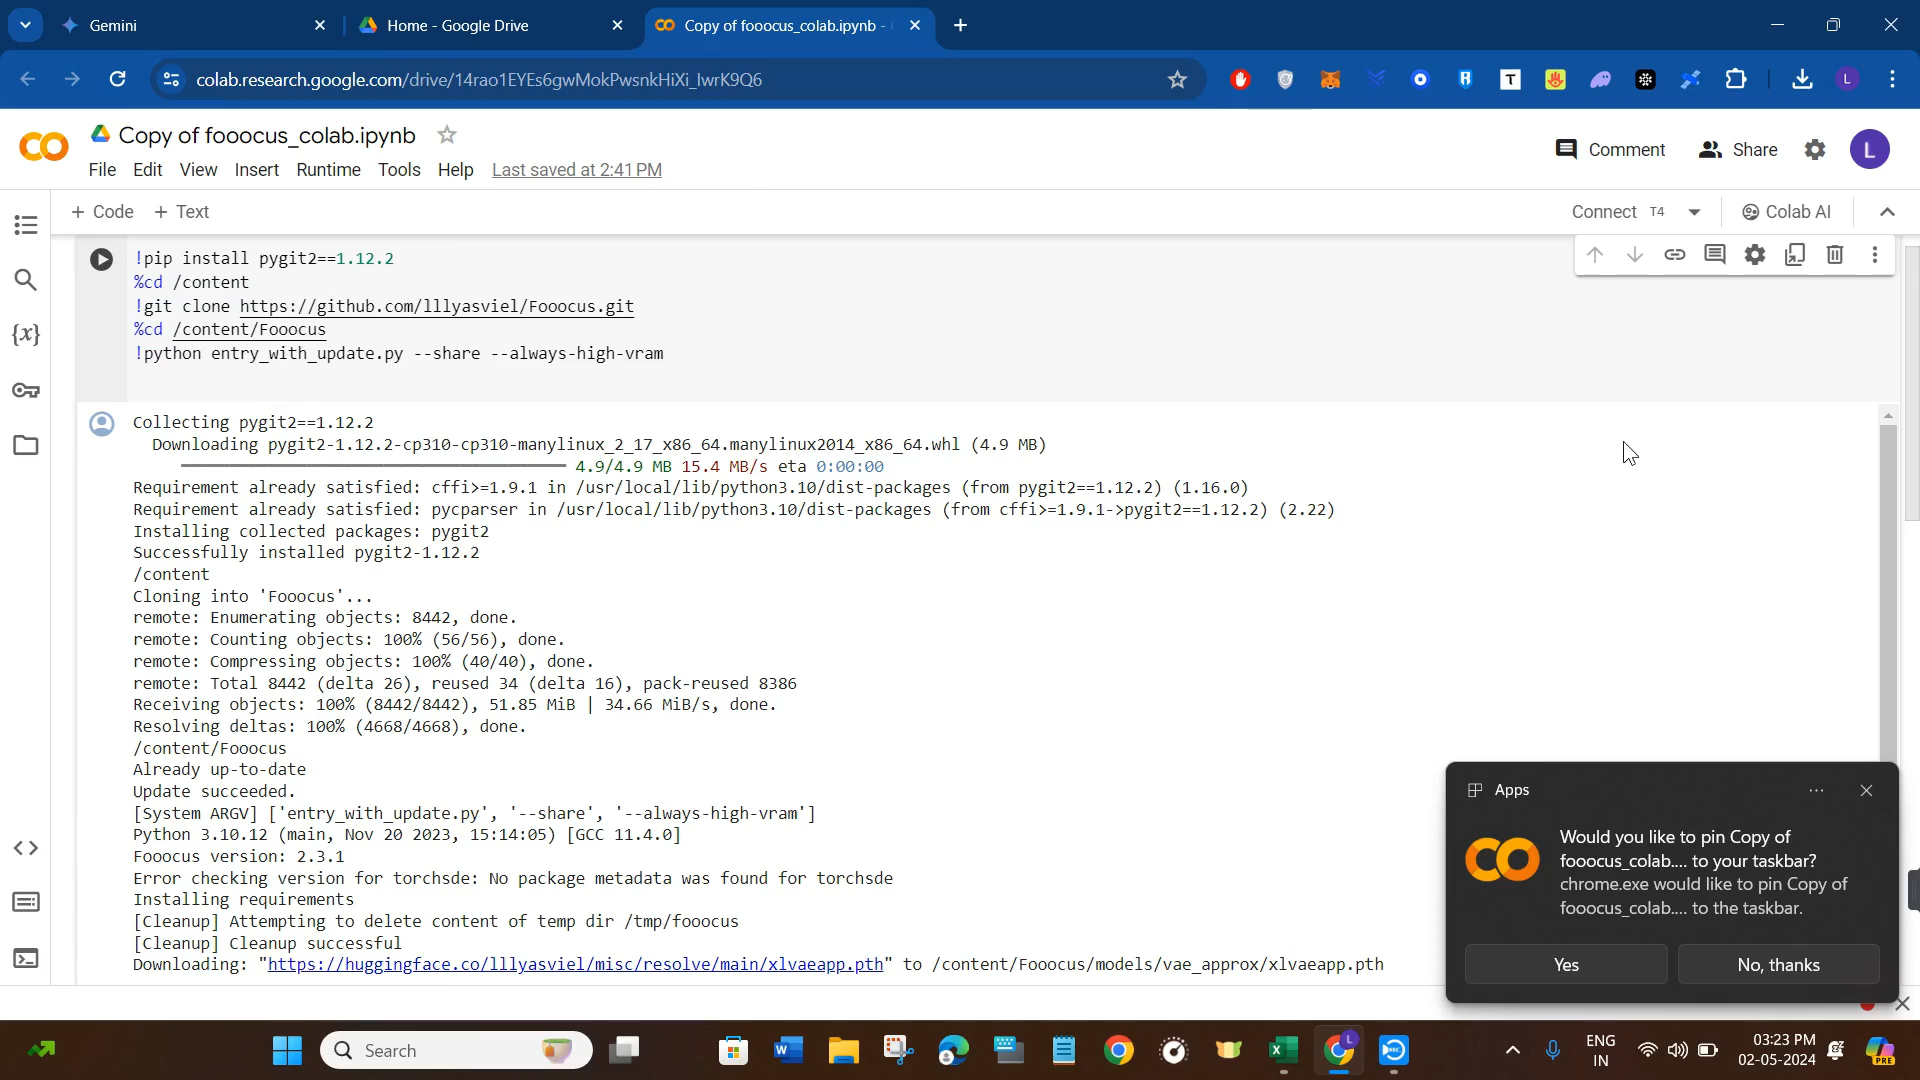 Gemini
Home - Google Drive
Copy of fooocus_colab.ipynb -
colab.research.google.com/drive/14rao1EYEs6gwMokPwsnkHiXi_IwrK9Q6
T
L
CO
Copy of fooocus_colab.ipynb
Comment
Share
L
File Edit View Insert Runtime Tools Help Last saved at 2:41 PM
+ Code + Text
Connect T4
Colab AI
!pip install pygit2==1.12.2
%cd /content
!git clone https://github.com/lllyasviel/Fooocus.git
%cd /content/Fooocus
!python entry_with_update.py --share --always-high-vram
{x}
Collecting pygit2==1.12.2
Downloading pygit2-1.12.2-cp310-cp310-manylinux_2_17_x86_64.manylinux2014_x86_64.whl (4.9 MB)
4.9/4.9 MB 15.4 MB/s eta 0:00:00
Requirement already satisfied: cffi>=1.9.1 in /usr/local/lib/python3.10/dist-packages (from pygit2==1.12.2) (1.16.0)
Requirement already satisfied: pycparser in /usr/local/lib/python3.10/dist-packages (from cffi>=1.9.1->pygit2==1.12.2) (2.22)
Installing collected packages: pygit2
Successfully installed pygit2-1.12.2
/content
Cloning into 'Fooocus'...
remote: Enumerating objects: 8442, done.
remote: Counting objects: 100% (56/56), done.
remote: Compressing objects: 100% (40/40), done.
remote: Total 8442 (delta 26), reused 34 (delta 16), pack-reused 8386
Receiving objects: 100% (8442/8442), 51.85 MiB | 34.66 MiB/s, done.
Resolving deltas: 100% (4668/4668), done.
/content/Fooocus
Already up-to-date
Update succeeded.
[System ARGV] ['entry_with_update.py', '--share', '--always-high-vram']
Python 3.10.12 (main, Nov 20 2023, 15:14:05) [GCC 11.4.0]
Fooocus version: 2.3.1
Error checking version for torchsde: No package metadata was found for torchsde
Installing requirements
[Cleanup] Attempting to delete content of temp dir /tmp/fooocus
[Cleanup] Cleanup successful
Downloading: "https://huggingface.co/lllyasviel/misc/resolve/main/xlvaeapp.pth" to /content/Fooocus/models/vae_approx/xlvaeapp.pth
Apps
CO
Would you like to pin Copy of
fooocus_colab.... to your taskbar?
chrome.exe would like to pin Copy of
fooocus_colab.... to the taskbar.
Yes
No, thanks
Search
W
X
L
REC
ENG
IN
03:23 PM
02-05-2024
PRE